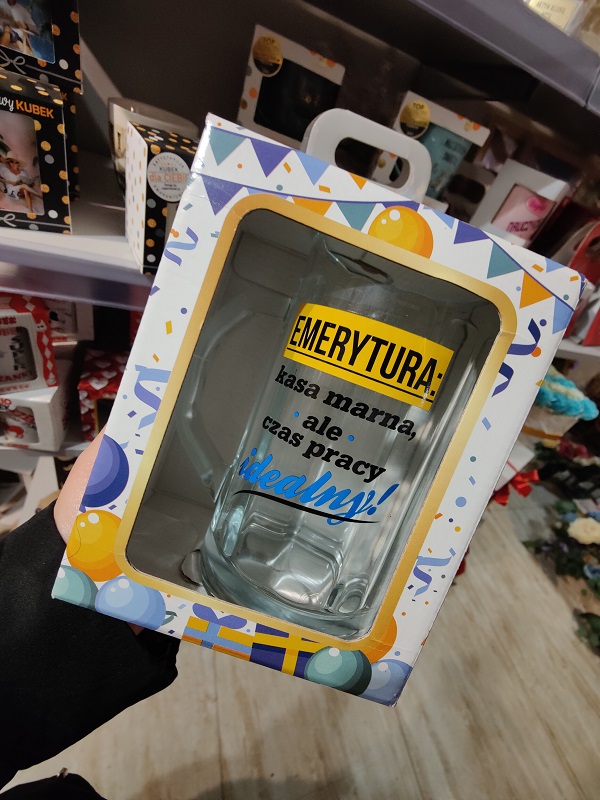 EMERYTURA:
kasa marna,
ale
czas pracy
idealny!
KUBEK